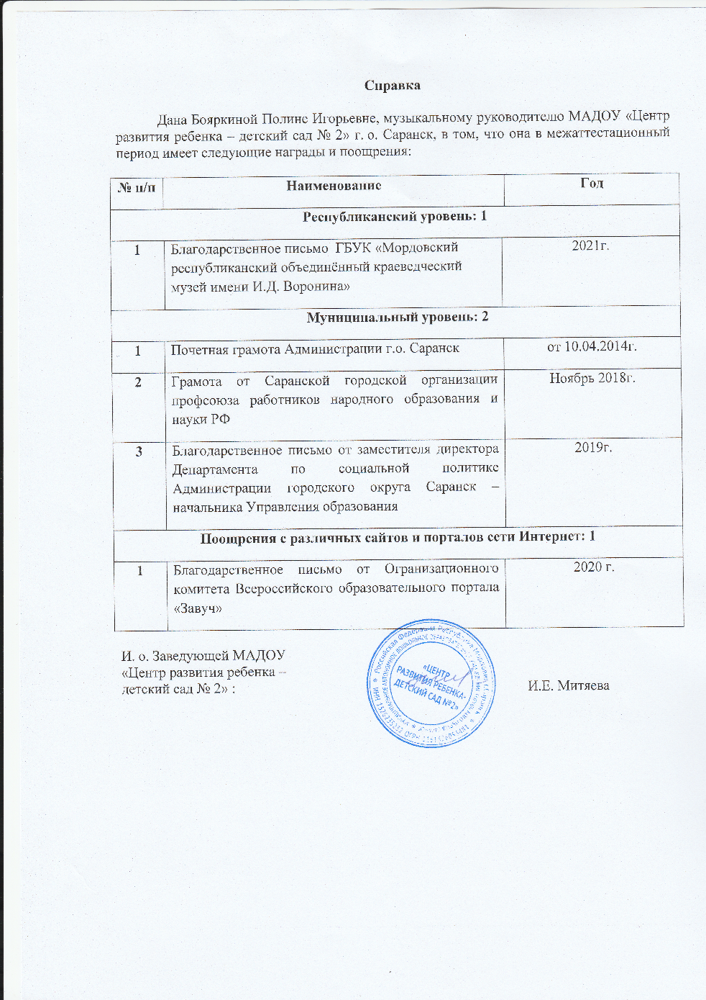 Справка
Дана Бояркиной Полине Игорьевне, музыкальному руководителю МАДОУ «Центр
развития ребенка – детский сад № 2» г. о. Саранск, в том, что она в межаттестационный
период имеет следующие награды и поощрения:
№ п/п Наименование Год
Республиканский уровень: 1
1 Благодарственное письмо ГБУК «Мордовский 2021г.
республиканский объединённый краеведческий
музей имени И.Д. Воронина»
Муниципальный уровень: 2
1 Почетная грамота Администрации г.о. Саранск от 10.04.2014г.
2 Грамота от Саранской городской организации Ноябрь 2018г.
профсоюза работников народного образования и
науки РФ
3 Благодарственное письмо от заместителя директора 2019г.
Департамента по социальной политике
Администрации городского округа Саранск –
начальника Управления образования
Поощрения с различных сайтов и порталов сети Интернет: 1
1 Благодарственное письмо от Огранизационного 2020 г.
комитета Всероссийского образовательного портала
«Завуч»
И. о. Заведующей МАДОУ
«Центр развития ребенка –
детский сад № 2» :
И.Е. Митяева
Российская Федерация Республика Мордовия
«ЦЕНТР
РАЗВИТИЯ РЕБЕНКА-
ДЕТСКИЙ САД №2»